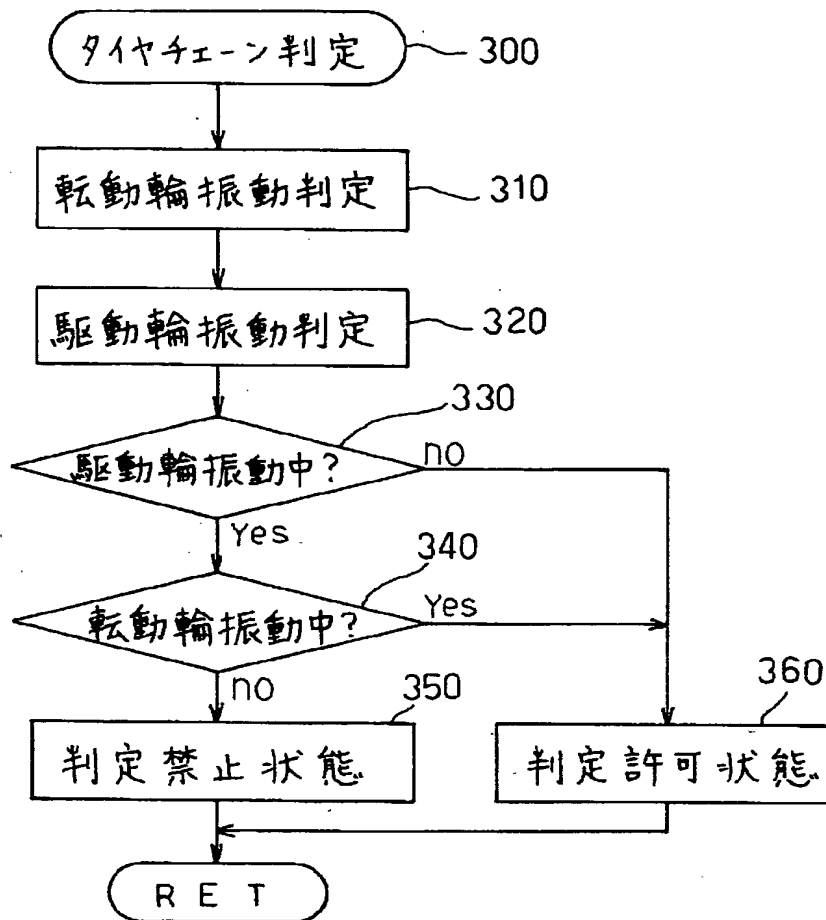 タイヤチェーン判定
300
転動輪振動判定
310
駆動輪振動判定
320
330
駆動輪振動中?
no
Yes
340
転動輪振動中?
Yes
no
350
360
判定禁止状態
判定許可状態
RET